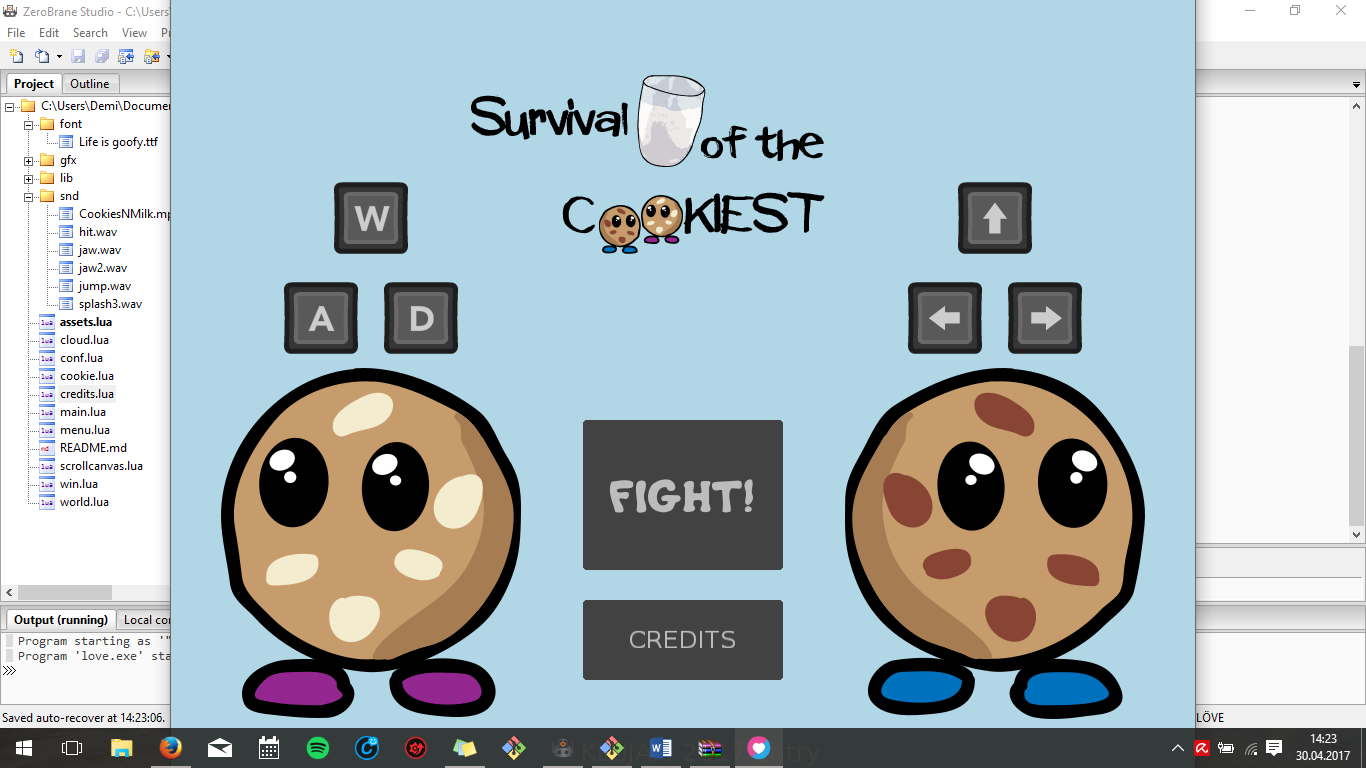 ZeroBrane Studio - C:\Users
File Edit Search View
Project Outline
C:\Users\Demi\Documen
font
Life is goofy.ttf
gfx
lib
snd
CookiesNMilk.mp
hit.wav
jaw.wav
jaw2.wav
jump.wav
splash3.wav
assets.lua
cloud.lua
conf.lua
cookie.lua
credits.lua
main.lua
menu.lua
README.md
scrollcanvas.lua
win.lua
world.lua
Output (running) Local co
Program starting as '"
Program 'love.exe' sta
Saved auto-recover at 14:23:06.
Survival of the
COOKIEST
W
A D
FIGHT!
CREDITS
LÖVE
14:23
30.04.2017